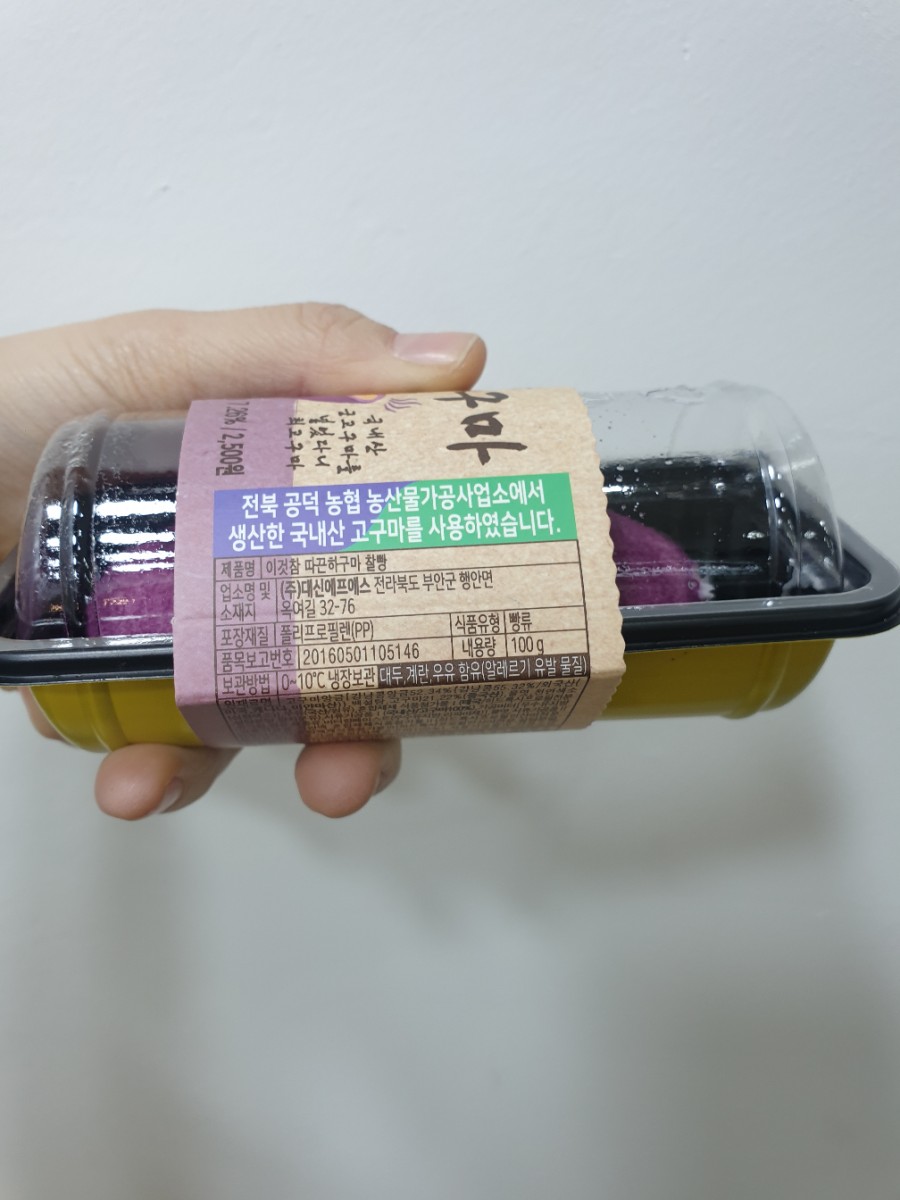 구마
국내산
고구마를
넣었더니
최고구마
7.26% / 2,500원
전북 공덕 농협 농산물가공사업소에서
생산한 국내산 고구마를 사용하였습니다.
제품명 이것참 따끈하구마 찰빵
업소명 및 소재지 (주)대신에프에스 전라북도 부안군 행안면
옥여길 32-76
포장재질 폴리프로필렌(PP) 식품유형 빵류
품목보고번호 20160501105146 내용량 100 g
보관방법 0~10℃ 냉장보관 대두,계란,우유 함유(알레르기 유발 물질)